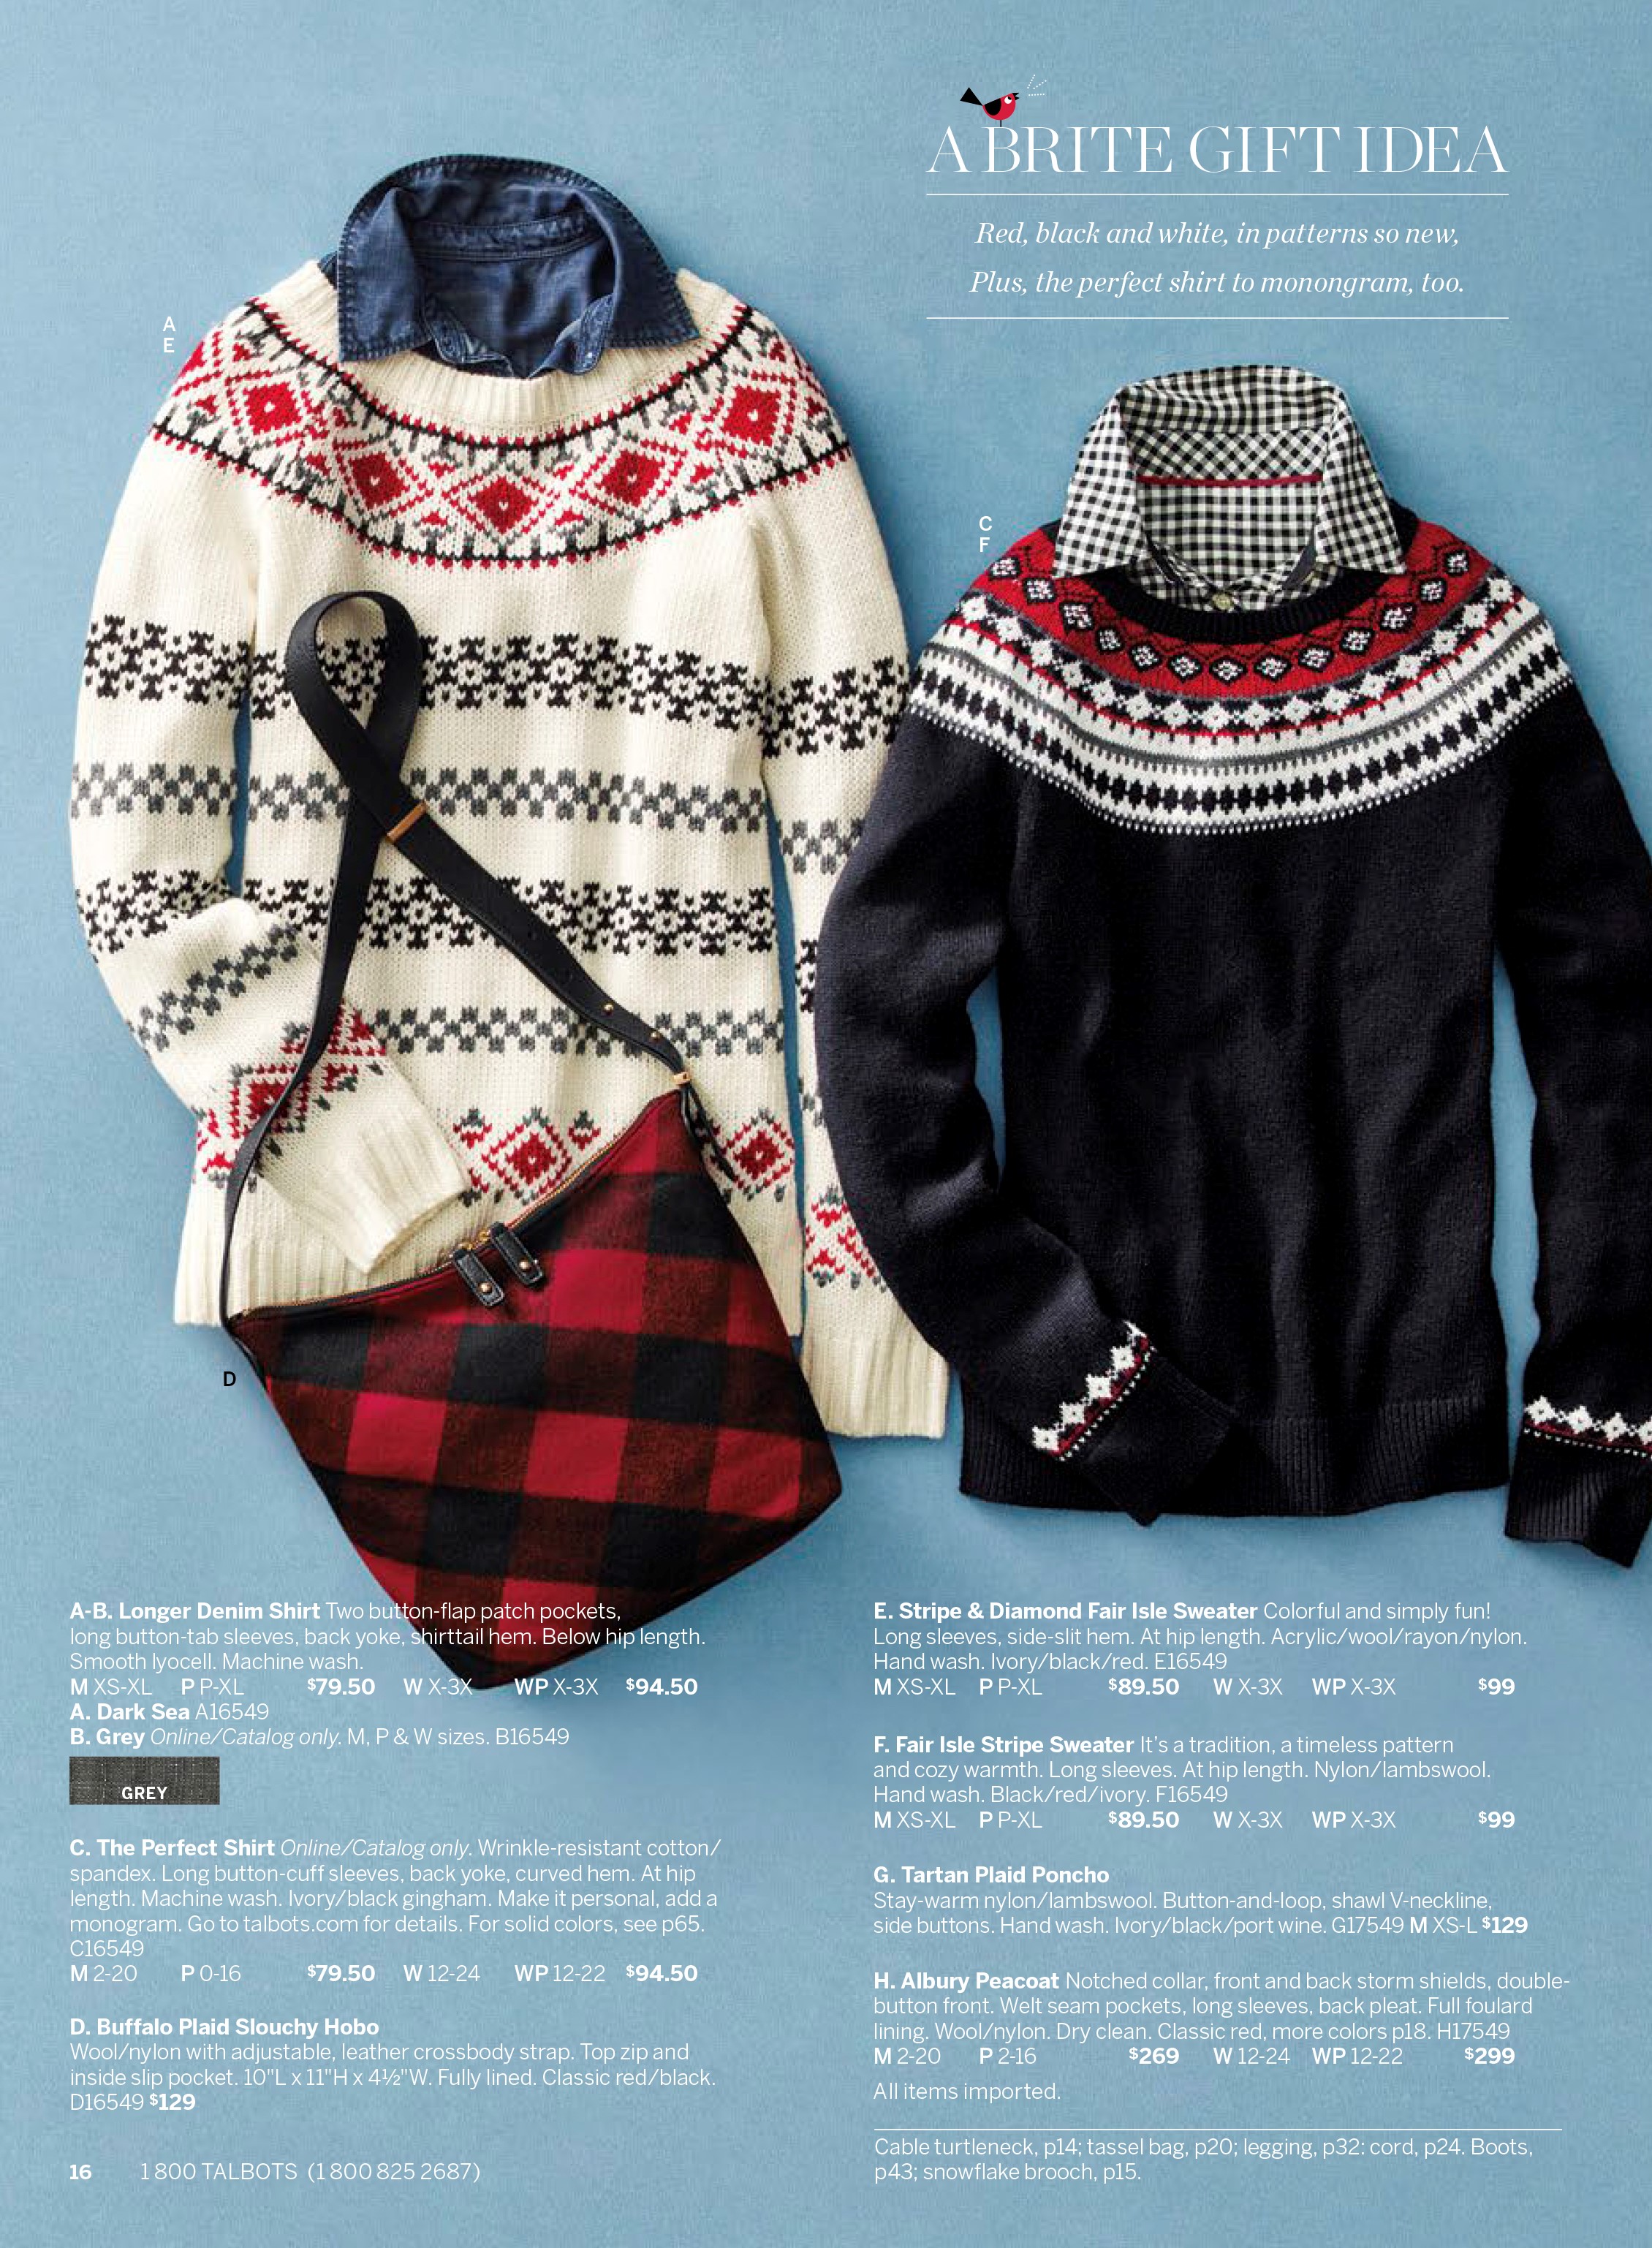 A BRITE GIFT IDEA
Red, black and white, in patterns so new,
Plus, the perfect shirt to monongram, too.
A
E
C
F
D
A-B. Longer Denim Shirt Two button-flap patch pockets,
long button-tab sleeves, back yoke, shirttail hem. Below hip length.
Smooth lyocell. Machine wash.
M XS-XL P P-XL $79.50 W X-3X WP X-3X $94.50
A. Dark Sea A16549
B. Grey Online/Catalog only. M, P & W sizes. B16549
GREY
C. The Perfect Shirt Online/Catalog only. Wrinkle-resistant cotton/
spandex. Long button-cuff sleeves, back yoke, curved hem. At hip
length. Machine wash. Ivory/black gingham. Make it personal, add a
monogram. Go to talbots.com for details. For solid colors, see p65.
C16549
M 2-20 P 0-16 $79.50 W 12-24 WP 12-22 $94.50
D. Buffalo Plaid Slouchy Hobo
Wool/nylon with adjustable, leather crossbody strap. Top zip and
inside slip pocket. 10"L x 11"H x 4½"W. Fully lined. Classic red/black.
D16549 $129
16 1 800 TALBOTS (1 800 825 2687)
E. Stripe & Diamond Fair Isle Sweater Colorful and simply fun!
Long sleeves, side-slit hem. At hip length. Acrylic/wool/rayon/nylon.
Hand wash. Ivory/black/red. E16549
M XS-XL P P-XL $89.50 W X-3X WP X-3X $99
F. Fair Isle Stripe Sweater It's a tradition, a timeless pattern
and cozy warmth. Long sleeves. At hip length. Nylon/lambswool.
Hand wash. Black/red/ivory. F16549
M XS-XL P P-XL $89.50 W X-3X WP X-3X $99
G. Tartan Plaid Poncho
Stay-warm nylon/lambswool. Button-and-loop, shawl V-neckline,
side buttons. Hand wash. Ivory/black/port wine. G17549 M XS-L $129
H. Albury Peacoat Notched collar, front and back storm shields, double-
button front. Welt seam pockets, long sleeves, back pleat. Full foulard
lining. Wool/nylon. Dry clean. Classic red, more colors p18. H17549
M 2-20 P 2-16 $269 W 12-24 WP 12-22 $299
All items imported.
Cable turtleneck, p14; tassel bag, p20; legging, p32: cord, p24. Boots,
p43; snowflake brooch, p15.